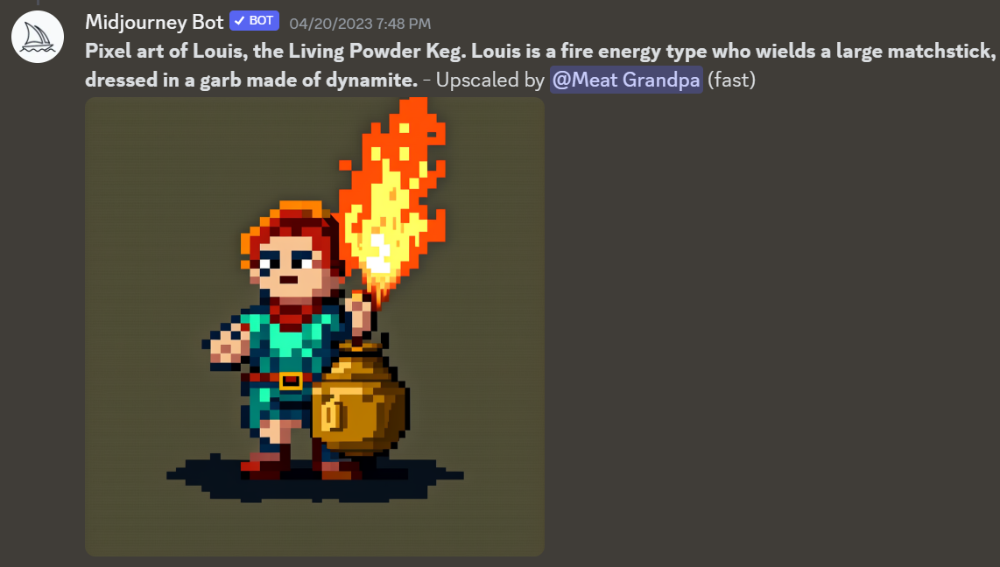 Midjourney Bot ✓ BOT 04/20/2023 7:48 PM
Pixel art of Louis, the Living Powder Keg. Louis is a fire energy type who wields a large matchstick,
dressed in a garb made of dynamite. - Upscaled by @Meat Grandpa (fast)